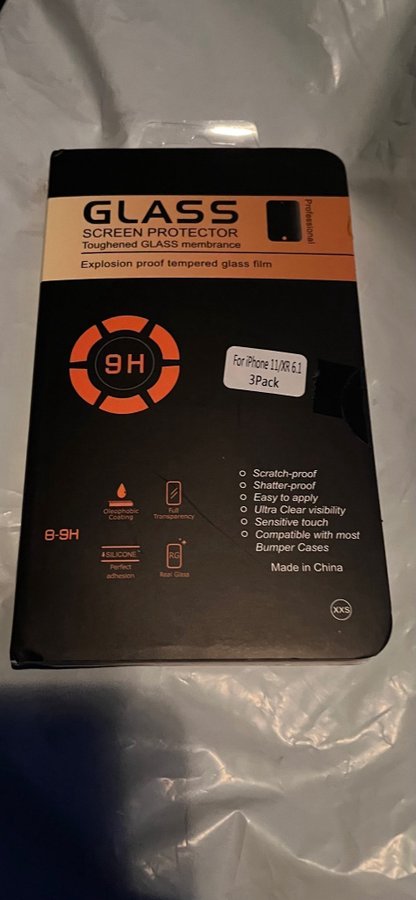 GLASS
SCREEN PROTECTOR
Toughened GLASS membrance
Professional
Explosion proof tempered glass film
9H
For iPhone 11/XR 6.1
3Pack
Oleophobic
Coating
Full
Transparency
8-9H
SILICONE
Perfect
adhesion
RG
Real Glass
Scratch-proof
Shatter-proof
Easy to apply
Ultra Clear visibility
Sensitive touch
Compatible with most
Bumper Cases
Made in China
XXS